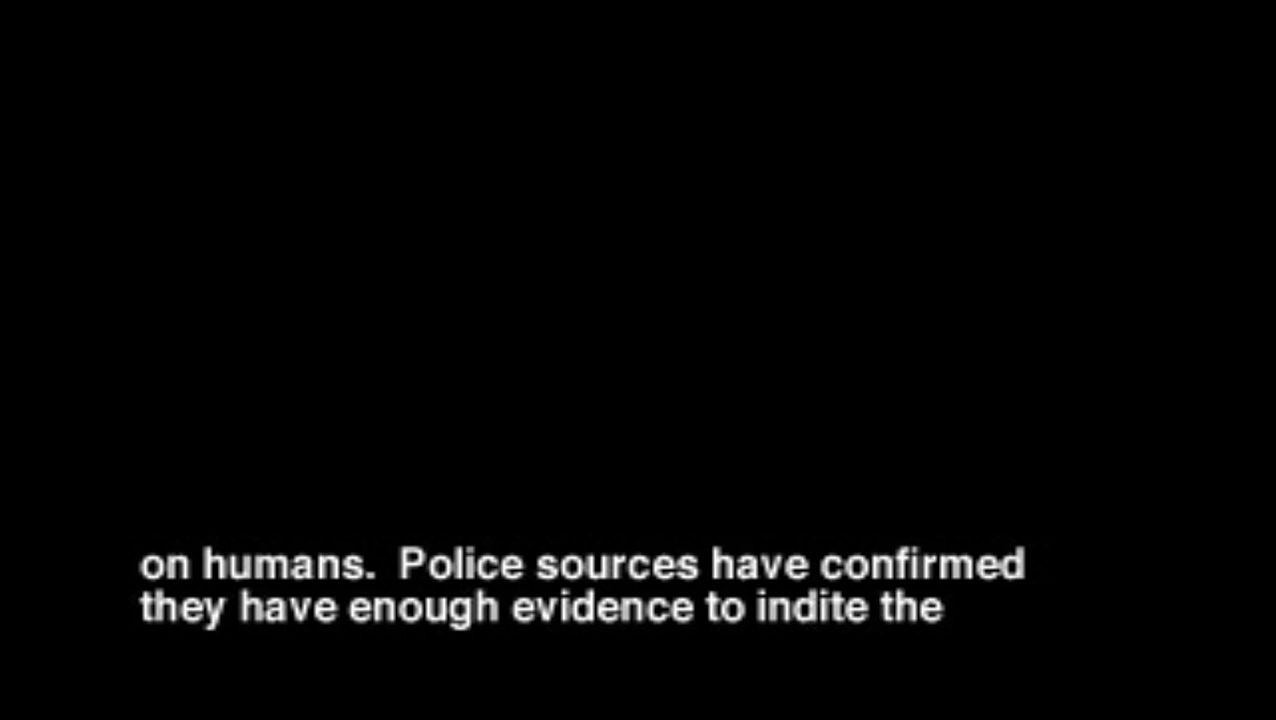 on humans.  Police sources have confirmed
they have enough evidence to indite the